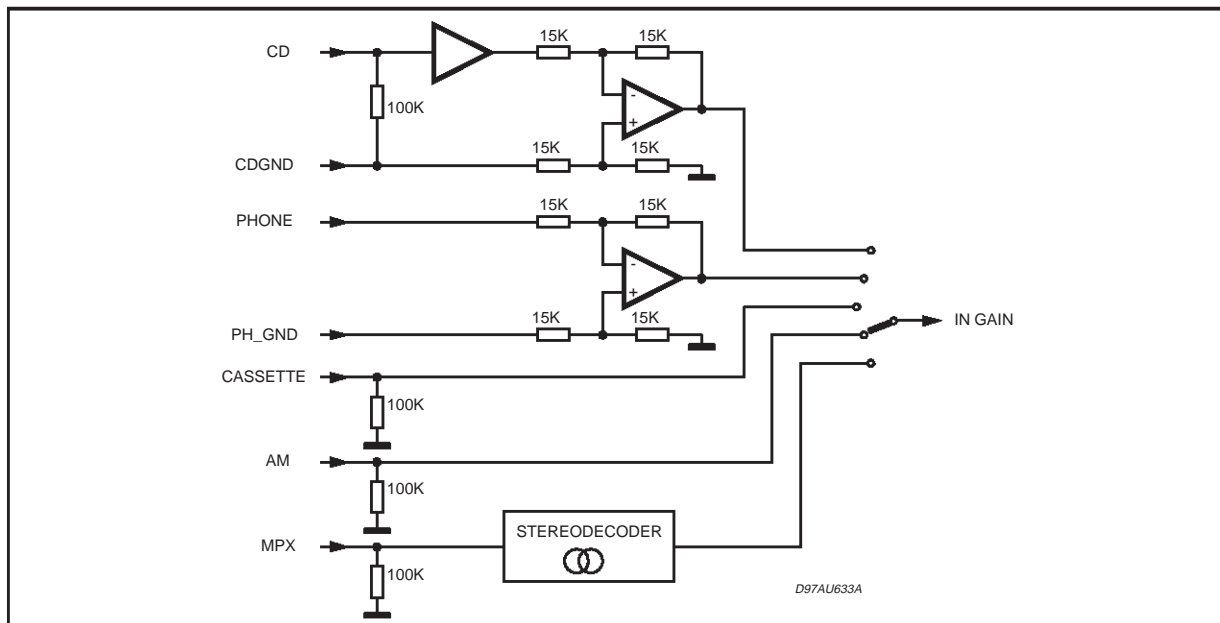 15K
15K
CD
-
100K
+
15K
15K
CDGND
15K
15K
PHONE
-
+
15K
15K
IN GAIN
PH_GND
CASSETTE
100K
AM
100K
STEREODECODER
MPX
100K
D97AU633A